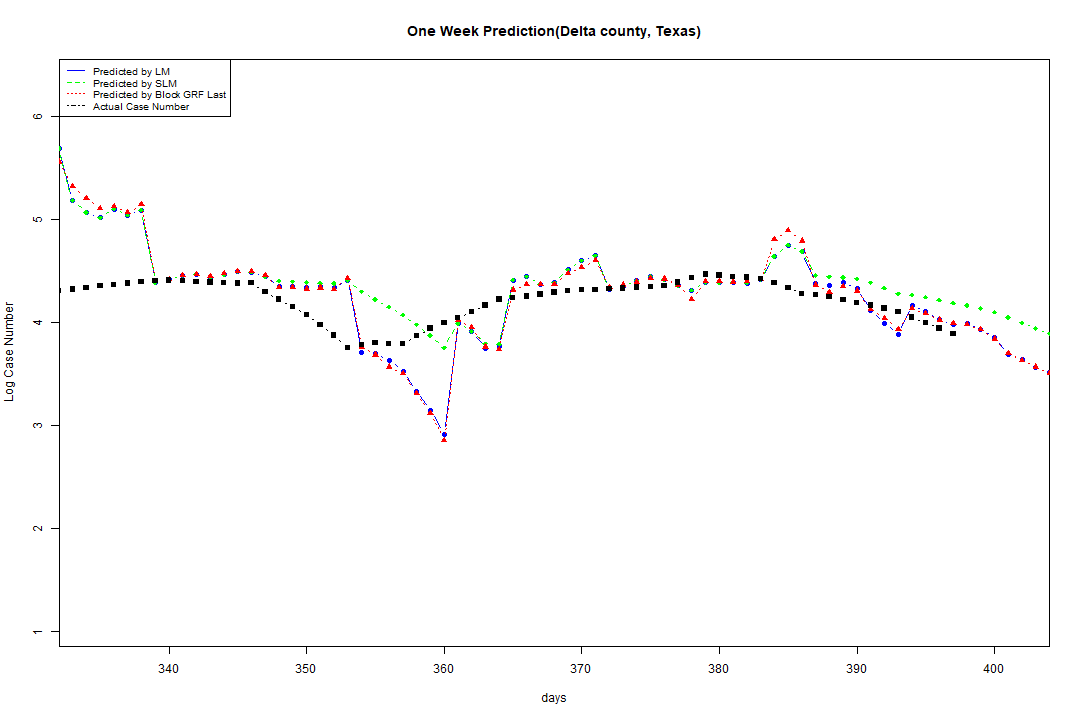 One Week Prediction(Delta county, Texas)
Predicted by LM
Predicted by SLM
Predicted by Block GRF Last
Actual Case Number
6
5
4
3
2
1
Log Case Number
340 350 360 370 380 390 400
days